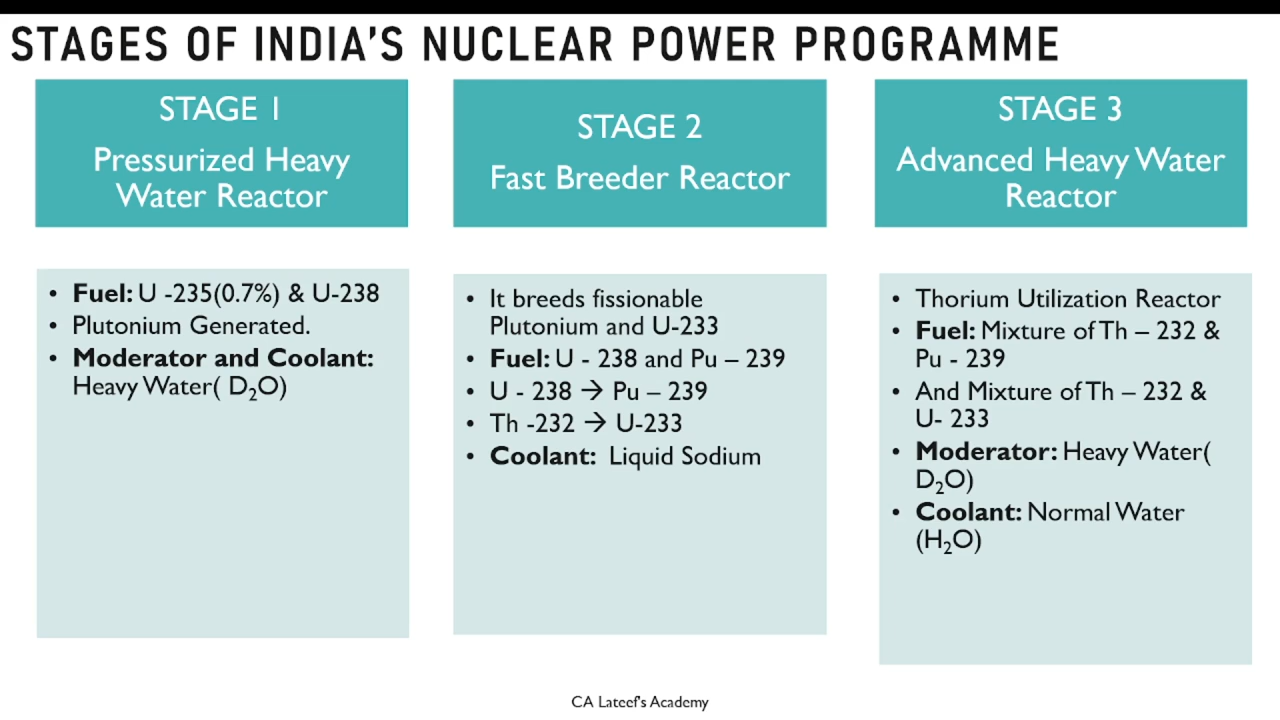 STAGES OF INDIA'S NUCLEAR POWER PROGRAMME
STAGE 1
Pressurized Heavy
Water Reactor
• Fuel: U -235(0.7%) & U-238
• Plutonium Generated.
• Moderator and Coolant:
Heavy Water( D₂O)
STAGE 2
Fast Breeder Reactor
• It breeds fissionable
Plutonium and U-233
• Fuel: U - 238 and Pu – 239
• U - 238 → Pu – 239
• Th -232 → U-233
• Coolant: Liquid Sodium
STAGE 3
Advanced Heavy Water
Reactor
• Thorium Utilization Reactor
• Fuel: Mixture of Th – 232 &
Pu - 239
• And Mixture of Th – 232 &
U- 233
• Moderator: Heavy Water(
D₂O)
• Coolant: Normal Water
(H₂O)
CA Lateef's Academy